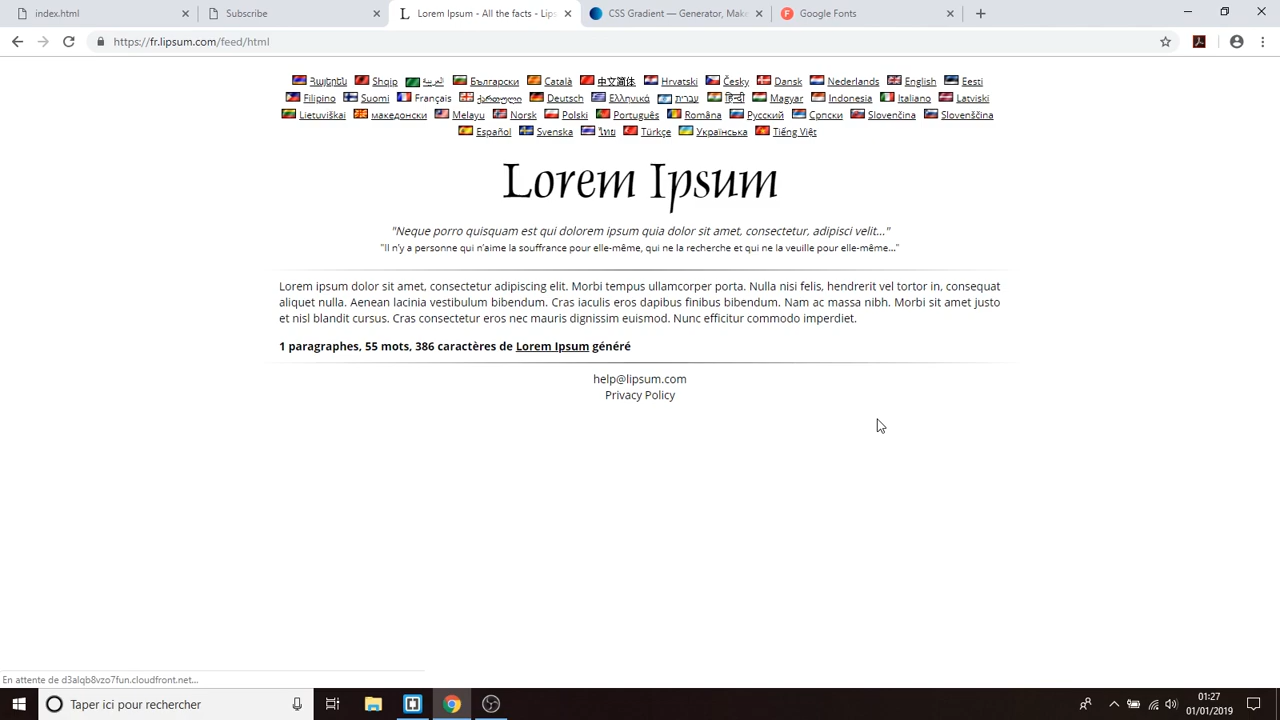 index.html
Subscribe
Lorem Ipsum - All the facts - Lips
CSS Gradient — Generator, Make
Google Fonts
https://fr.lipsum.com/feed/html
Հայերեն Shqip العربية Български Català 中文简体 Hrvatski Česky Dansk Nederlands English Eesti
Filipino Suomi Français ქართული Deutsch Ελληνικά עברית हिन्दी Magyar Indonesia Italiano Latviski
Lietuviškai македонски Melayu Norsk Polski Português Româna Русский Српски Slovenčina Slovenščina
Español Svenska ไทย Türkçe Українська Tiếng Việt
Lorem Ipsum
"Neque porro quisquam est qui dolorem ipsum quia dolor sit amet, consectetur, adipisci velit..."
"Il n'y a personne qui n'aime la souffrance pour elle-même, qui ne la recherche et qui ne la veuille pour elle-même..."
Lorem ipsum dolor sit amet, consectetur adipiscing elit. Morbi tempus ullamcorper porta. Nulla nisi felis, hendrerit vel tortor in, consequat
aliquet nulla. Aenean lacinia vestibulum bibendum. Cras iaculis eros dapibus finibus bibendum. Nam ac massa nibh. Morbi sit amet justo
et nisl blandit cursus. Cras consectetur eros nec mauris dignissim euismod. Nunc efficitur commodo imperdiet.
1 paragraphes, 55 mots, 386 caractères de Lorem Ipsum généré
help@lipsum.com
Privacy Policy
En attente de d3alqb8vzo7fun.cloudfront.net...
Taper ici pour rechercher
01:27
01/01/2019